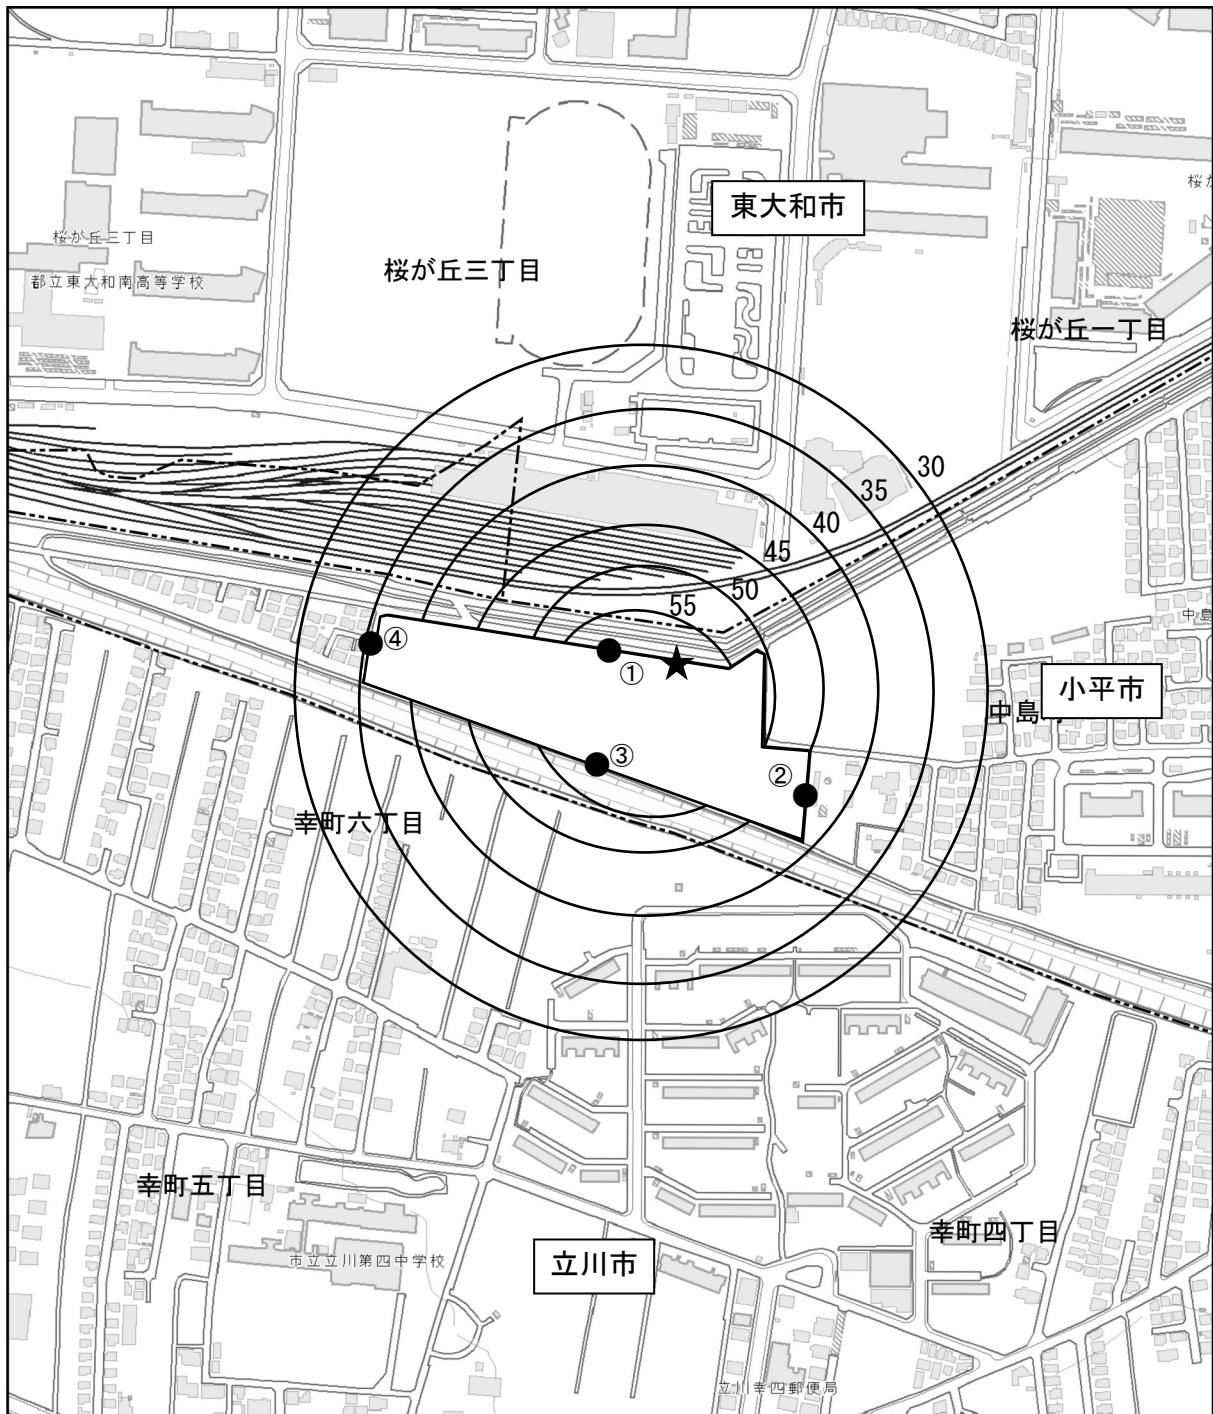 東大和市
桜が丘三丁目
都立東大和南高等学校
桜が丘三丁目
桜が丘一丁目
30
35
40
45
50
55
④
①
小平市
③
②
幸町六丁目
幸町五丁目
幸町四丁目
立川市
市立立川第四中学校
立川幸四郵便局